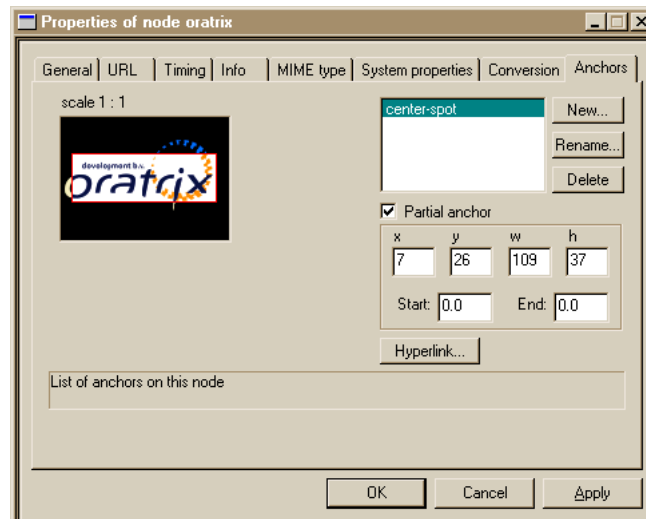 Properties of node oratrix
General URL Timing Info MIME type System properties Conversion Anchors
scale 1 : 1
development b.v.
oratrix
center-spot
New...
Rename...
Delete
Partial anchor
x y w h
7 26 109 37
Start: 0.0 End: 0.0
Hyperlink...
List of anchors on this node
OK Cancel Apply